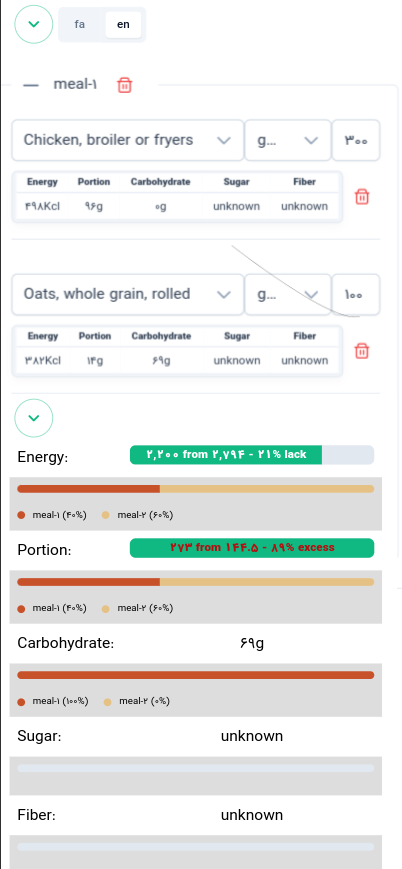 fa en
meal-۱
Chicken, broiler or fryers g... ۳۰۰
Energy Portion Carbohydrate Sugar Fiber
۴۹۸Kcl ۹۶g ۰g unknown unknown
Oats, whole grain, rolled g... ۱۰۰
Energy Portion Carbohydrate Sugar Fiber
۳۸۲Kcl ۱۴g ۶۹g unknown unknown
Energy: ۲,۲۰۰ from ۲,۷۹۴ - ۲۱% lack
meal-۱ (۴۰%) meal-۲ (۶۰%)
Portion: ۲۷۳ from ۱۴۴.۵ - ۸۹% excess
meal-۱ (۴۰%) meal-۲ (۶۰%)
Carbohydrate: ۶۹g
meal-۱ (۱۰۰%) meal-۲ (۰%)
Sugar: unknown
Fiber: unknown